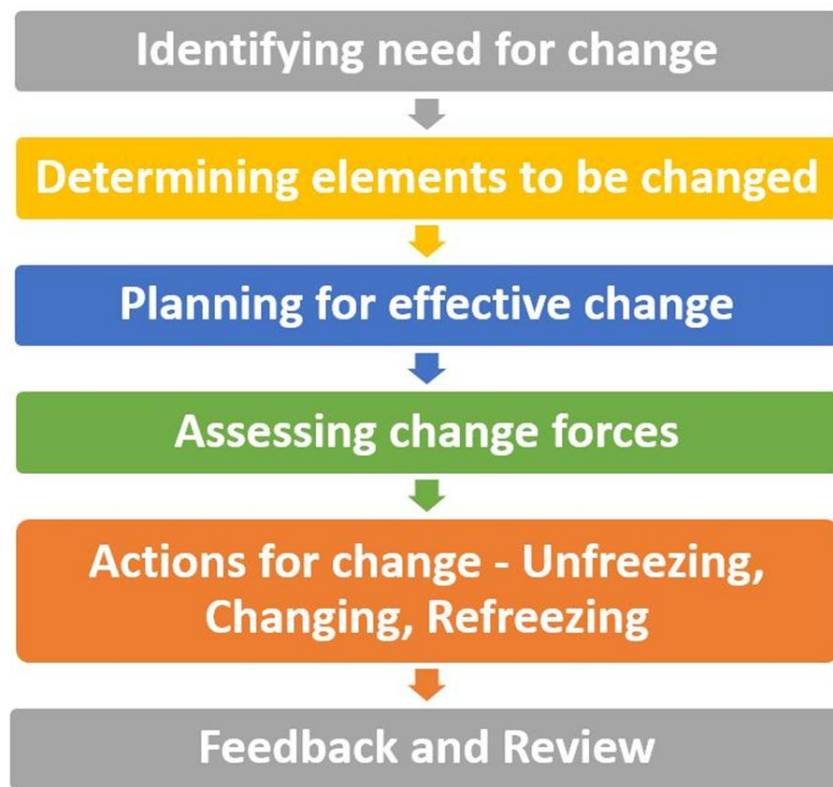 Identifying need for change
Determining elements to be changed
Planning for effective change
Assessing change forces
Actions for change - Unfreezing,
Changing, Refreezing
Feedback and Review